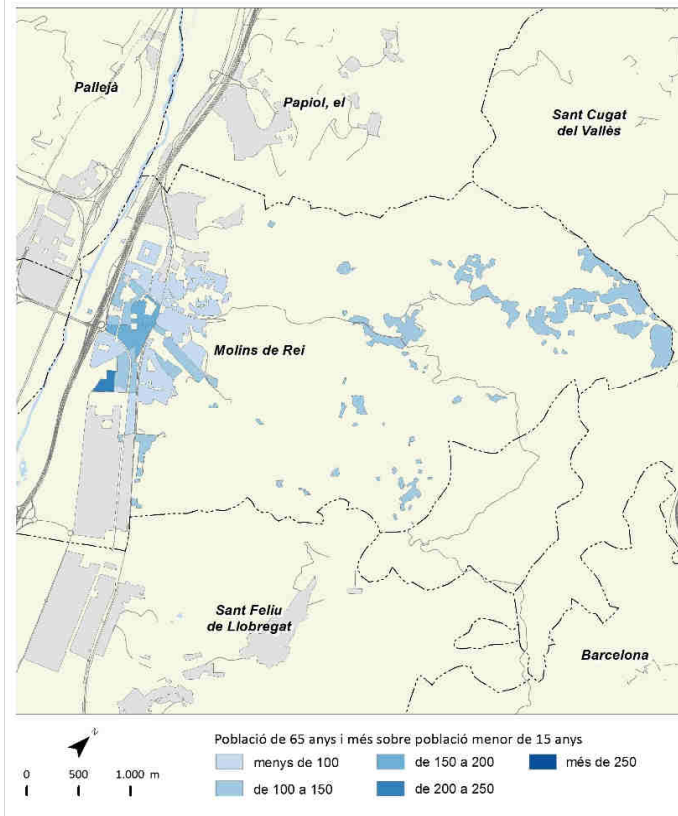 Pallejà
Papiol, el
Sant Cugat
del Vallès
Molins de Rei
Sant Feliu
de Llobregat
Barcelona
N
Població de 65 anys i més sobre població menor de 15 anys
menys de 100
de 150 a 200
més de 250
0 500 1.000 m
de 100 a 150
de 200 a 250